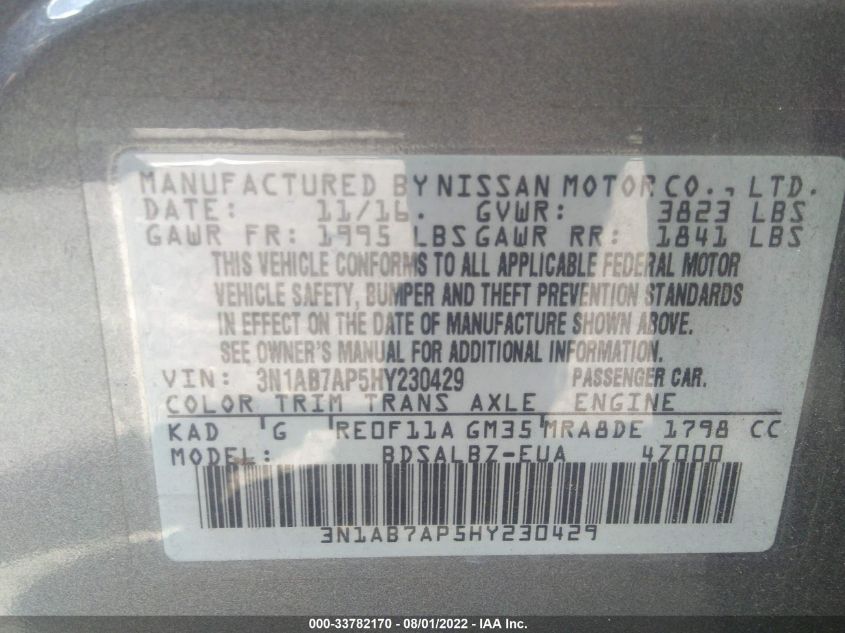 MANUFACTURED BY NISSAN MOTOR CO., LTD.
DATE: 11/16. GVWR: 3823 LBS
GAWR FR: 1995 LBS GAWR RR: 1841 LBS
THIS VEHICLE CONFORMS TO ALL APPLICABLE FEDERAL MOTOR
VEHICLE SAFETY, BUMPER AND THEFT PREVENTION STANDARDS
IN EFFECT ON THE DATE OF MANUFACTURE SHOWN ABOVE.
SEE OWNER'S MANUAL FOR ADDITIONAL INFORMATION.
VIN: 3N1AB7AP5HY230429 PASSENGER CAR.
COLOR TRIM TRANS AXLE ENGINE
KAD G RE0F11A GM35 MRA8DE 1798 CC
MODEL: BDSALBZ-EUA 4Z000
3N1AB7AP5HY230429
000-33782170 - 08/01/2022 - IAA Inc.